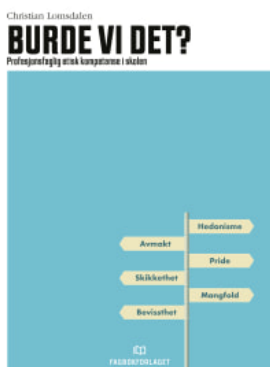 Christian Lomsdalen
BURDE VI DET?
Profesjonsfaglig etisk kompetanse i skolen
Hedonisme
Avmakt
Pride
Skikkethet
Mangfold
Bevissthet
FAGBOKFORLAGET